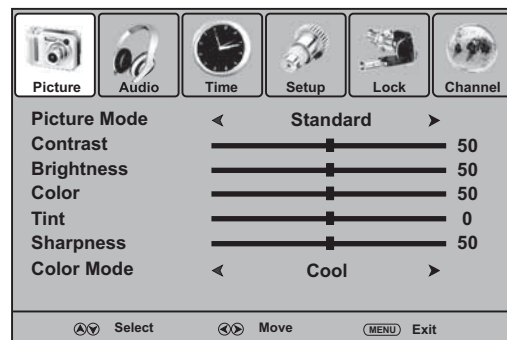 Picture Audio Time Setup Lock Channel
Picture Mode Standard
Contrast 50
Brightness 50
Color 50
Tint 0
Sharpness 50
Color Mode Cool
Select Move MENU Exit